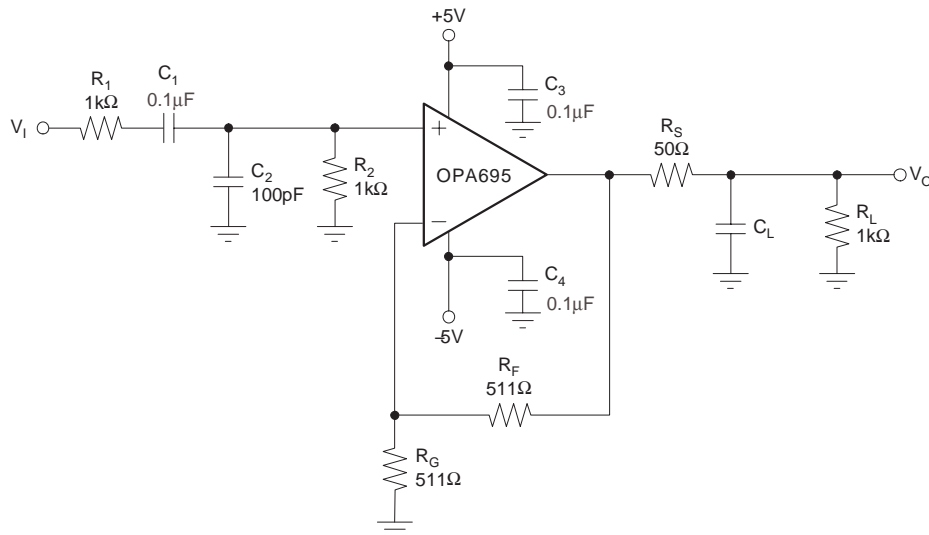 +5V
R1
1kΩ
C1
0.1μF
VI
C2
100pF
R2
1kΩ
+
−
OPA695
C3
0.1μF
C4
0.1μF
−5V
RS
50Ω
CL
RL
1kΩ
VO
RF
511Ω
RG
511Ω